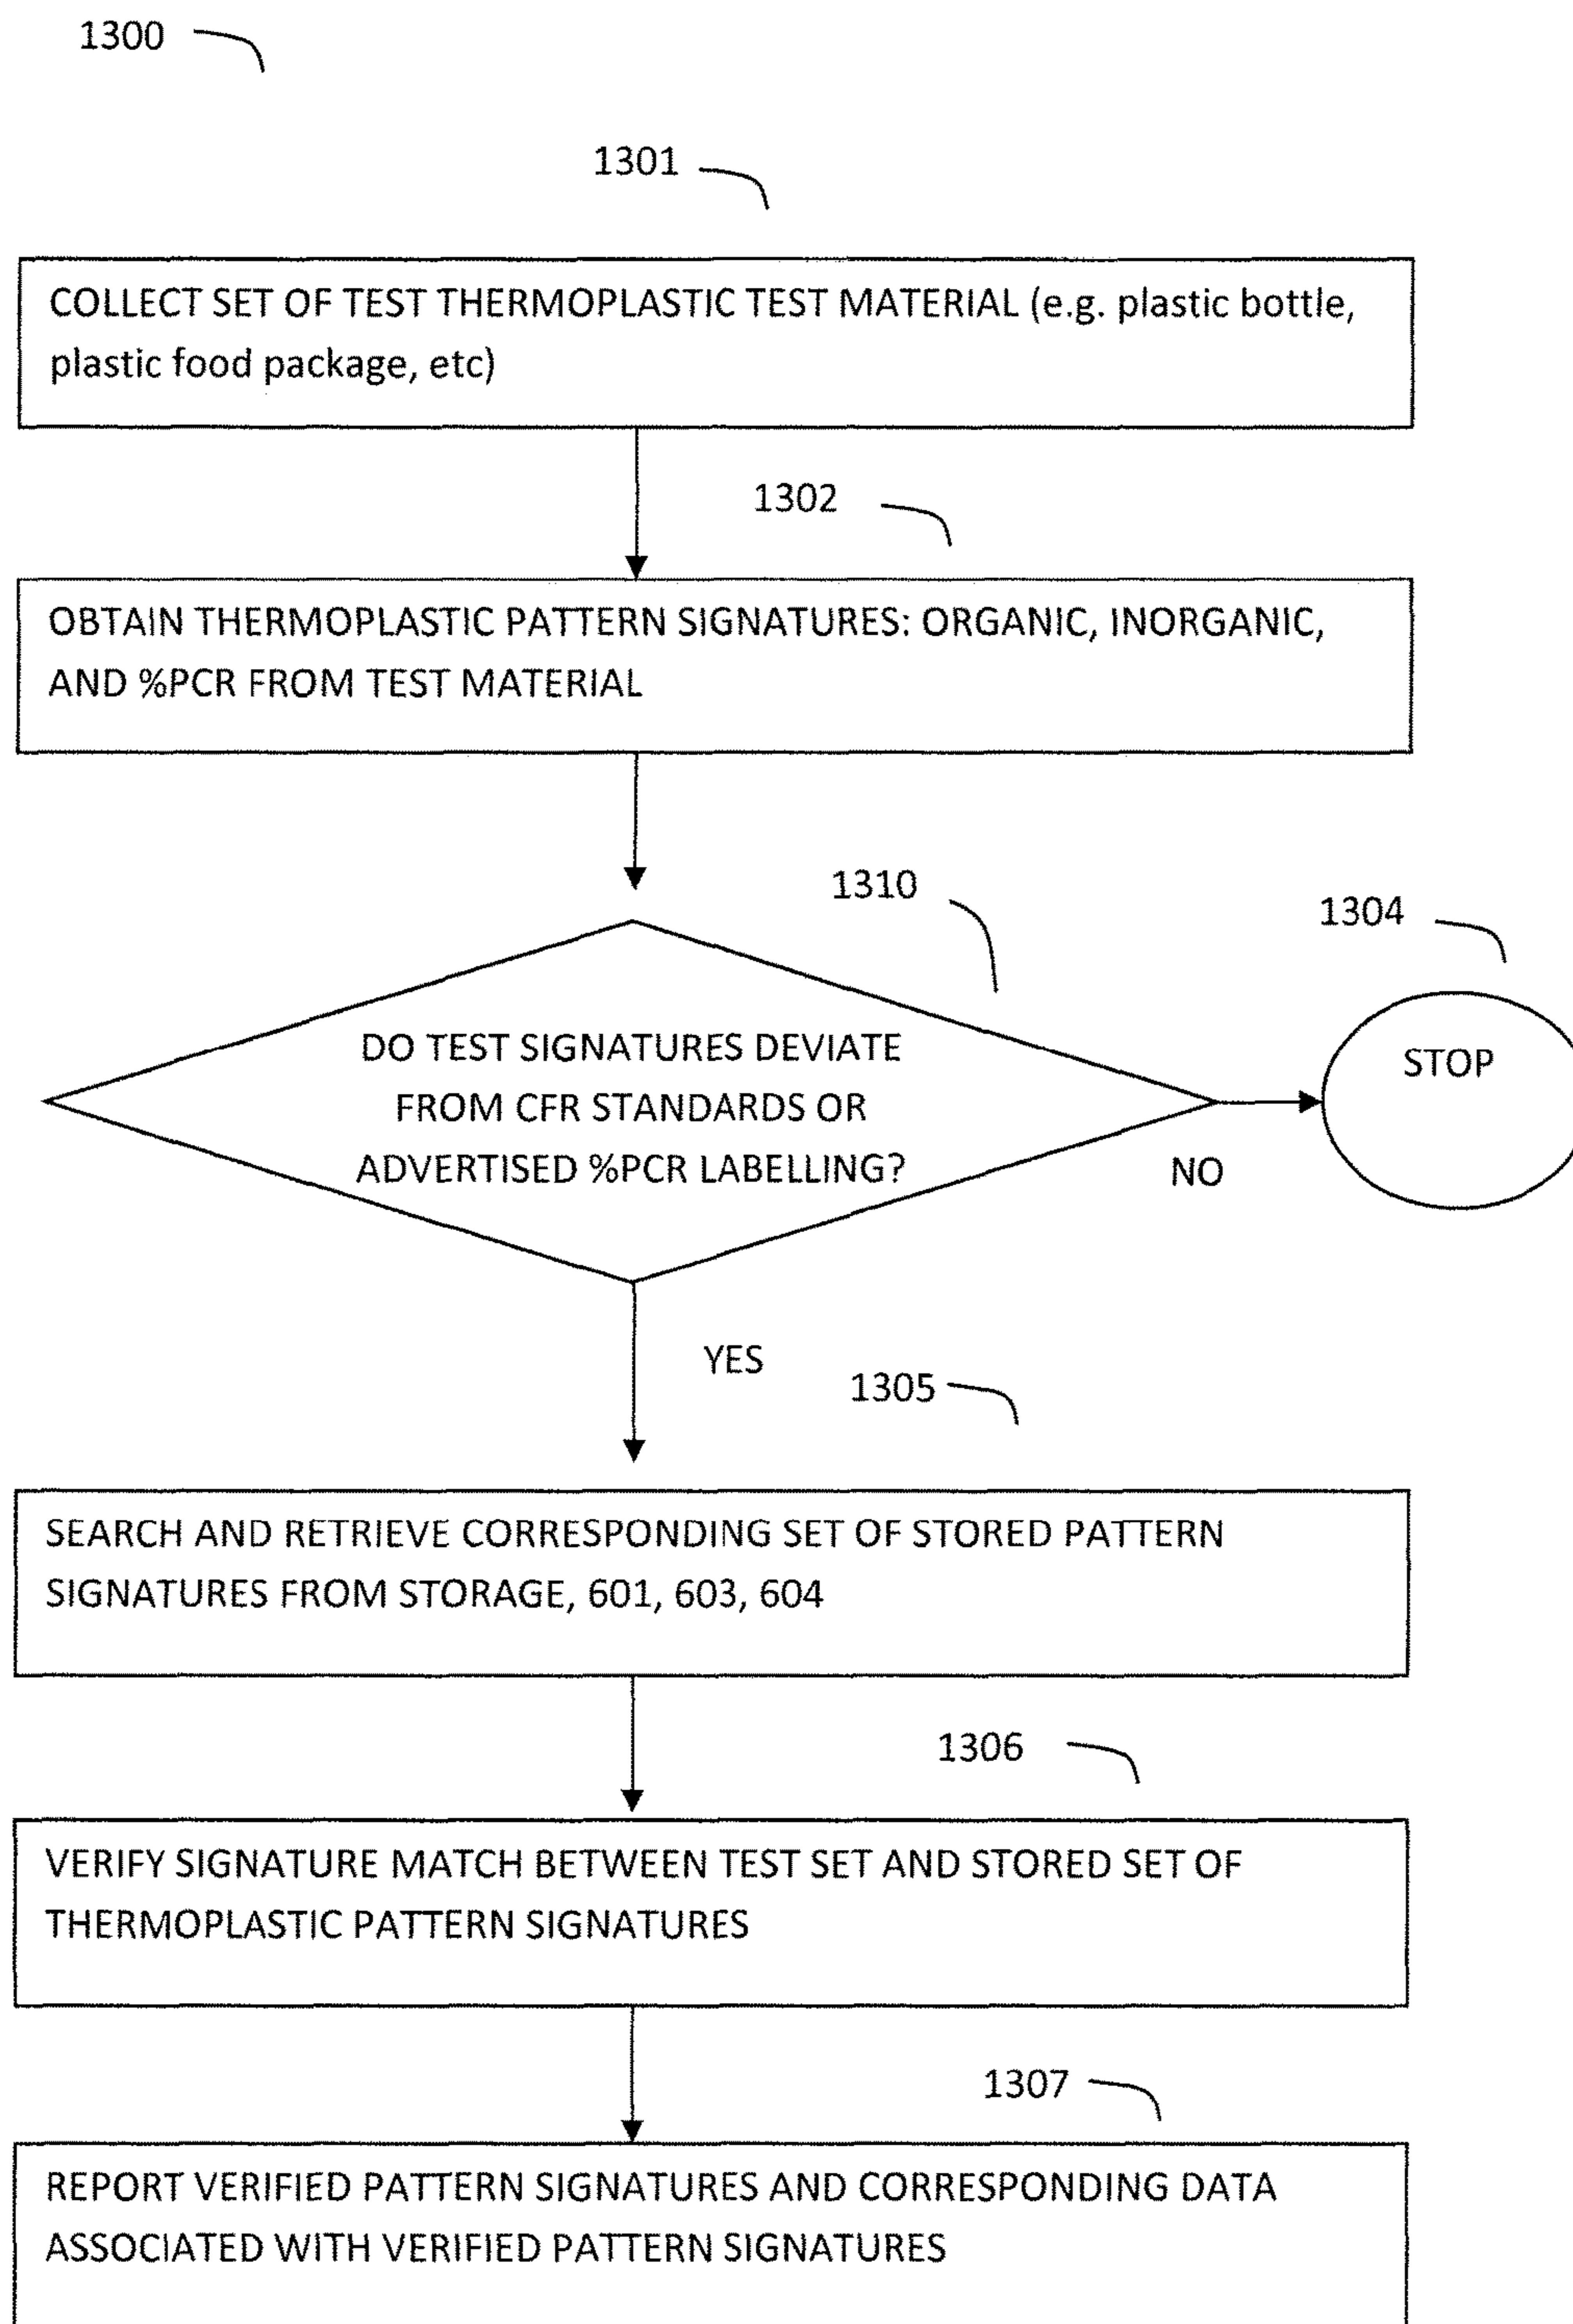 1300
1301
COLLECT SET OF TEST THERMOPLASTIC TEST MATERIAL (e.g. plastic bottle,
plastic food package, etc)
1302
OBTAIN THERMOPLASTIC PATTERN SIGNATURES: ORGANIC, INORGANIC,
AND %PCR FROM TEST MATERIAL
1310
1304
DO TEST SIGNATURES DEVIATE
FROM CFR STANDARDS OR
ADVERTISED %PCR LABELLING?
STOP
NO
YES
1305
SEARCH AND RETRIEVE CORRESPONDING SET OF STORED PATTERN
SIGNATURES FROM STORAGE, 601, 603, 604
1306
VERIFY SIGNATURE MATCH BETWEEN TEST SET AND STORED SET OF
THERMOPLASTIC PATTERN SIGNATURES
1307
REPORT VERIFIED PATTERN SIGNATURES AND CORRESPONDING DATA
ASSOCIATED WITH VERIFIED PATTERN SIGNATURES